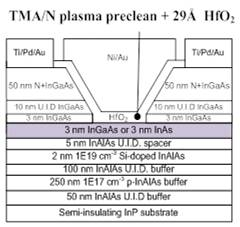 TMA/N plasma preclean + 29Å HfO2
Ti/Pd/Au
Ni/Au
Ti/Pd/Au
50 nm N+InGaAs
50 nm N+InGaAs
10 nm U.I.D InGaAs
10 nm U.I.D InGaAs
3 nm InGaAs
HfO2
3 nm InGaAs
3 nm InGaAs or 3 nm InAs
5 nm InAlAs U.I.D. spacer
2 nm 1E19 cm-3 Si-doped InAlAs
100 nm InAlAs U.I.D. buffer
250 nm 1E17 cm-3 p-InAlAs buffer
50 nm InAlAs U.I.D buffer
Semi-insulating InP substrate